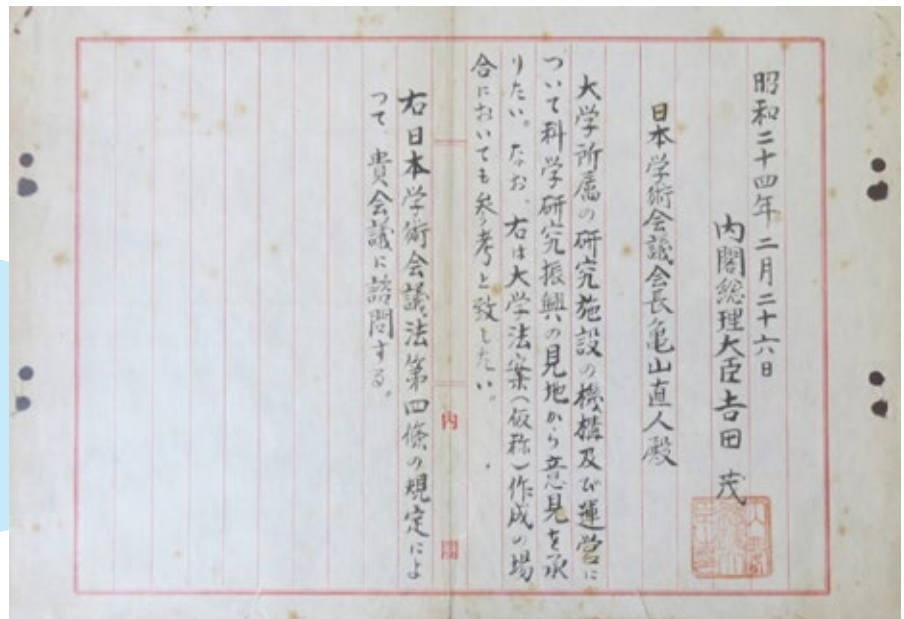 昭和二十四年二月二十六日
内閣総理大臣吉田 茂
日本学術会議会長亀山直人殿
大学所属の研究施設の機構及び運営に
ついて科学研究振興の見地から意見を承
りたい。なお、右は大学法案(仮称)作成の場
合においても参考と致したい。
右日本学術会議法第四條の規定によ
つて、貴会議に諮問する。
内 閣